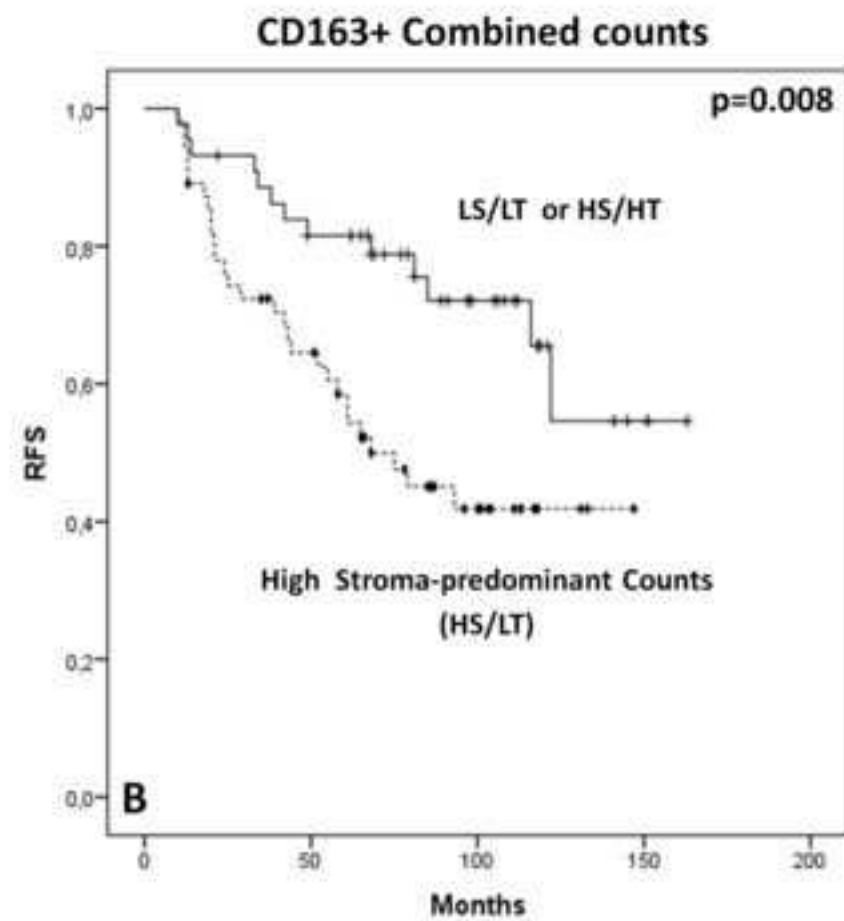 CD163+ Combined counts
p=0.008
1,0
LS/LT or HS/HT
0,8
0,6
RFS
0,4
High Stroma-predominant Counts
(HS/LT)
0,2
0,0
B
0
50
100
150
200
Months